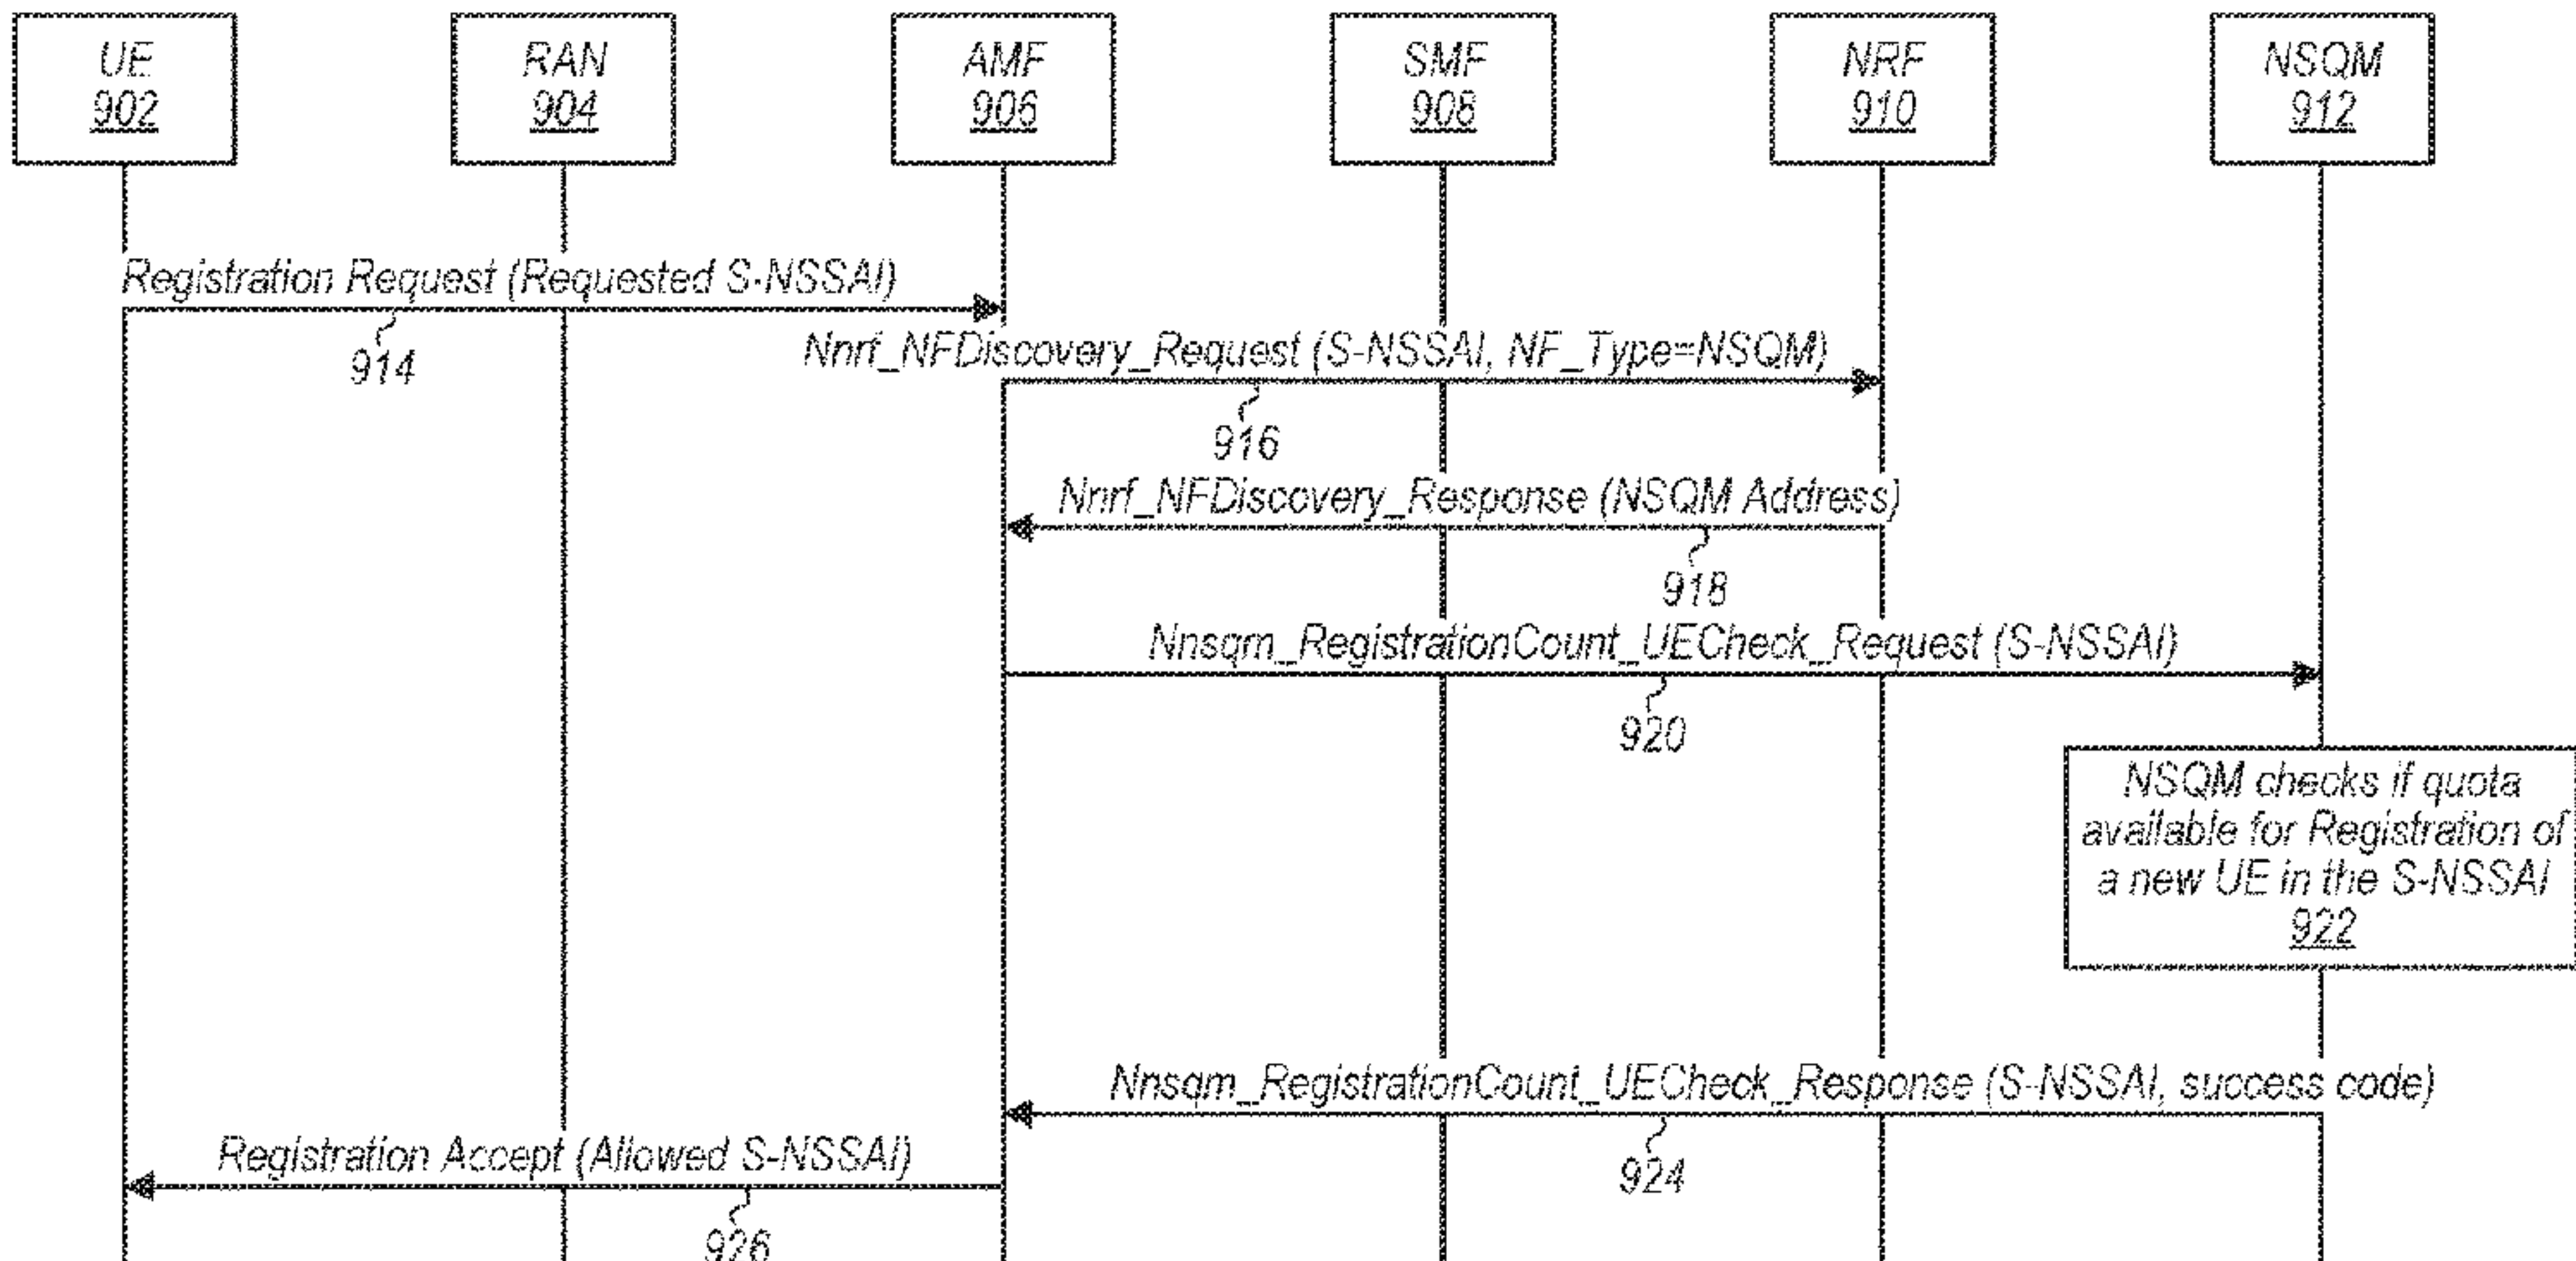 UE
902
RAN
904
AMF
906
SMF
908
NRF
910
NSQM
912
Registration Request (Requested S-NSSAI)
914
Nnrf_NFDiscovery_Request (S-NSSAI, NF_Type=NSQM)
916
Nnrf_NFDiscovery_Response (NSQM Address)
918
Nnsqm_RegistrationCount_UECheck_Request (S-NSSAI)
920
NSQM checks if quota
available for Registration of
a new UE in the S-NSSAI
922
Nnsqm_RegistrationCount_UECheck_Response (S-NSSAI, success code)
924
Registration Accept (Allowed S-NSSAI)
926